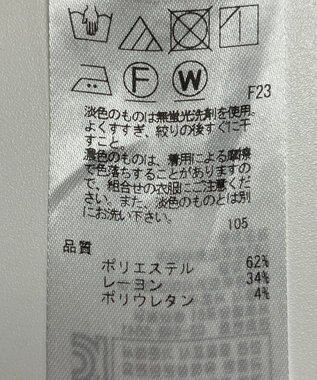 F W
F23
淡色のものは無蛍光洗剤を使用。
よくすすぎ、絞りの後すぐに干
すこと。
濃色のものは、着用による摩擦
で色落ちすることがありますの
で、組合せの衣服にご注意くださ
い。また、淡色のものとは別
にお洗い下さい。
105
品質
ポリエステル 62%
レーヨン 34%
ポリウレタン 4%